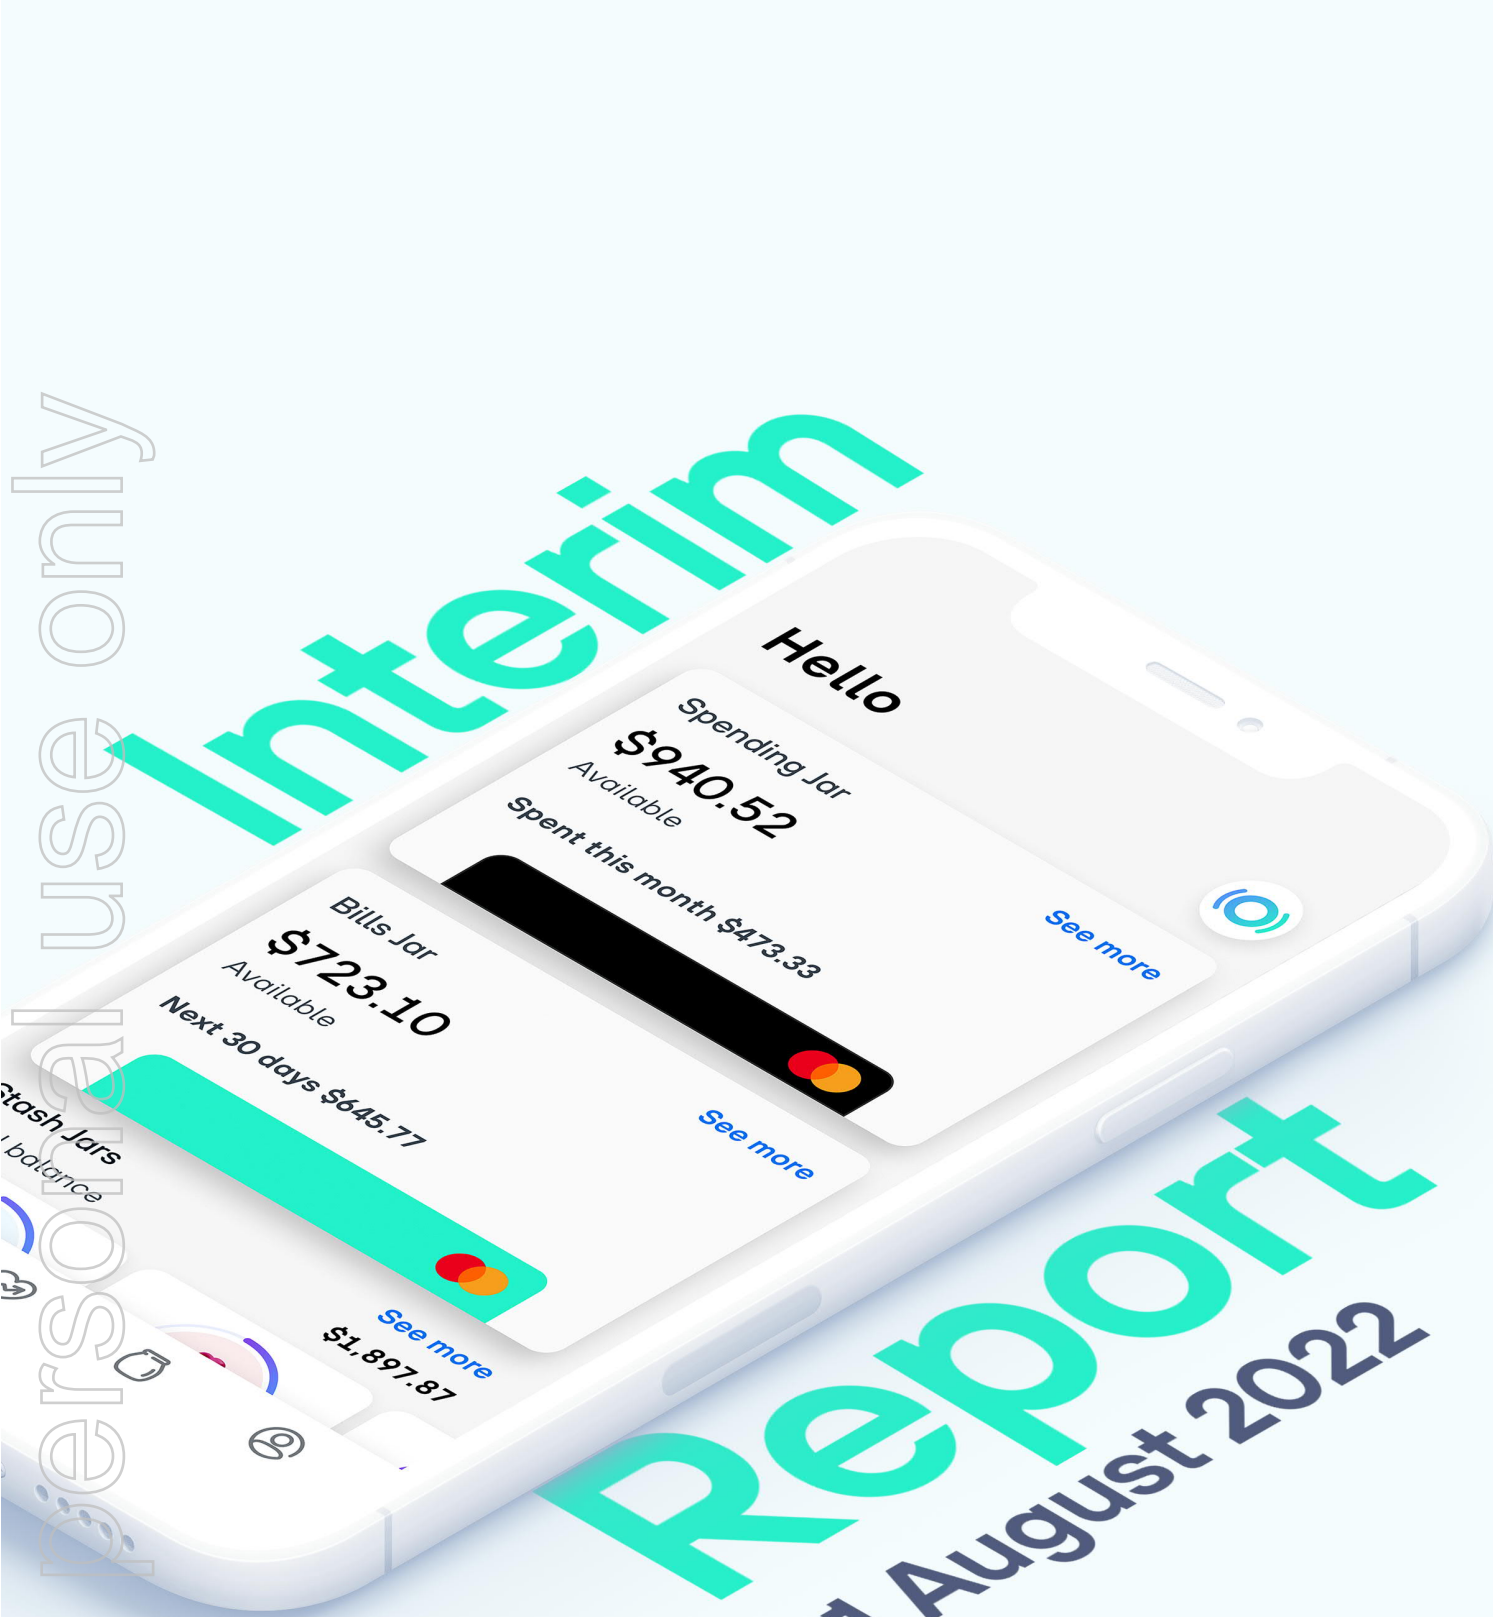 Interim
Report
August 2022
Hello
Spending Jar
$940.52
Available
Spent this month $473.33
See more
Bills Jar
$723.10
Available
Next 30 days $645.77
See more
Stash Jars
balance
See more
$1,897.87
personal use only